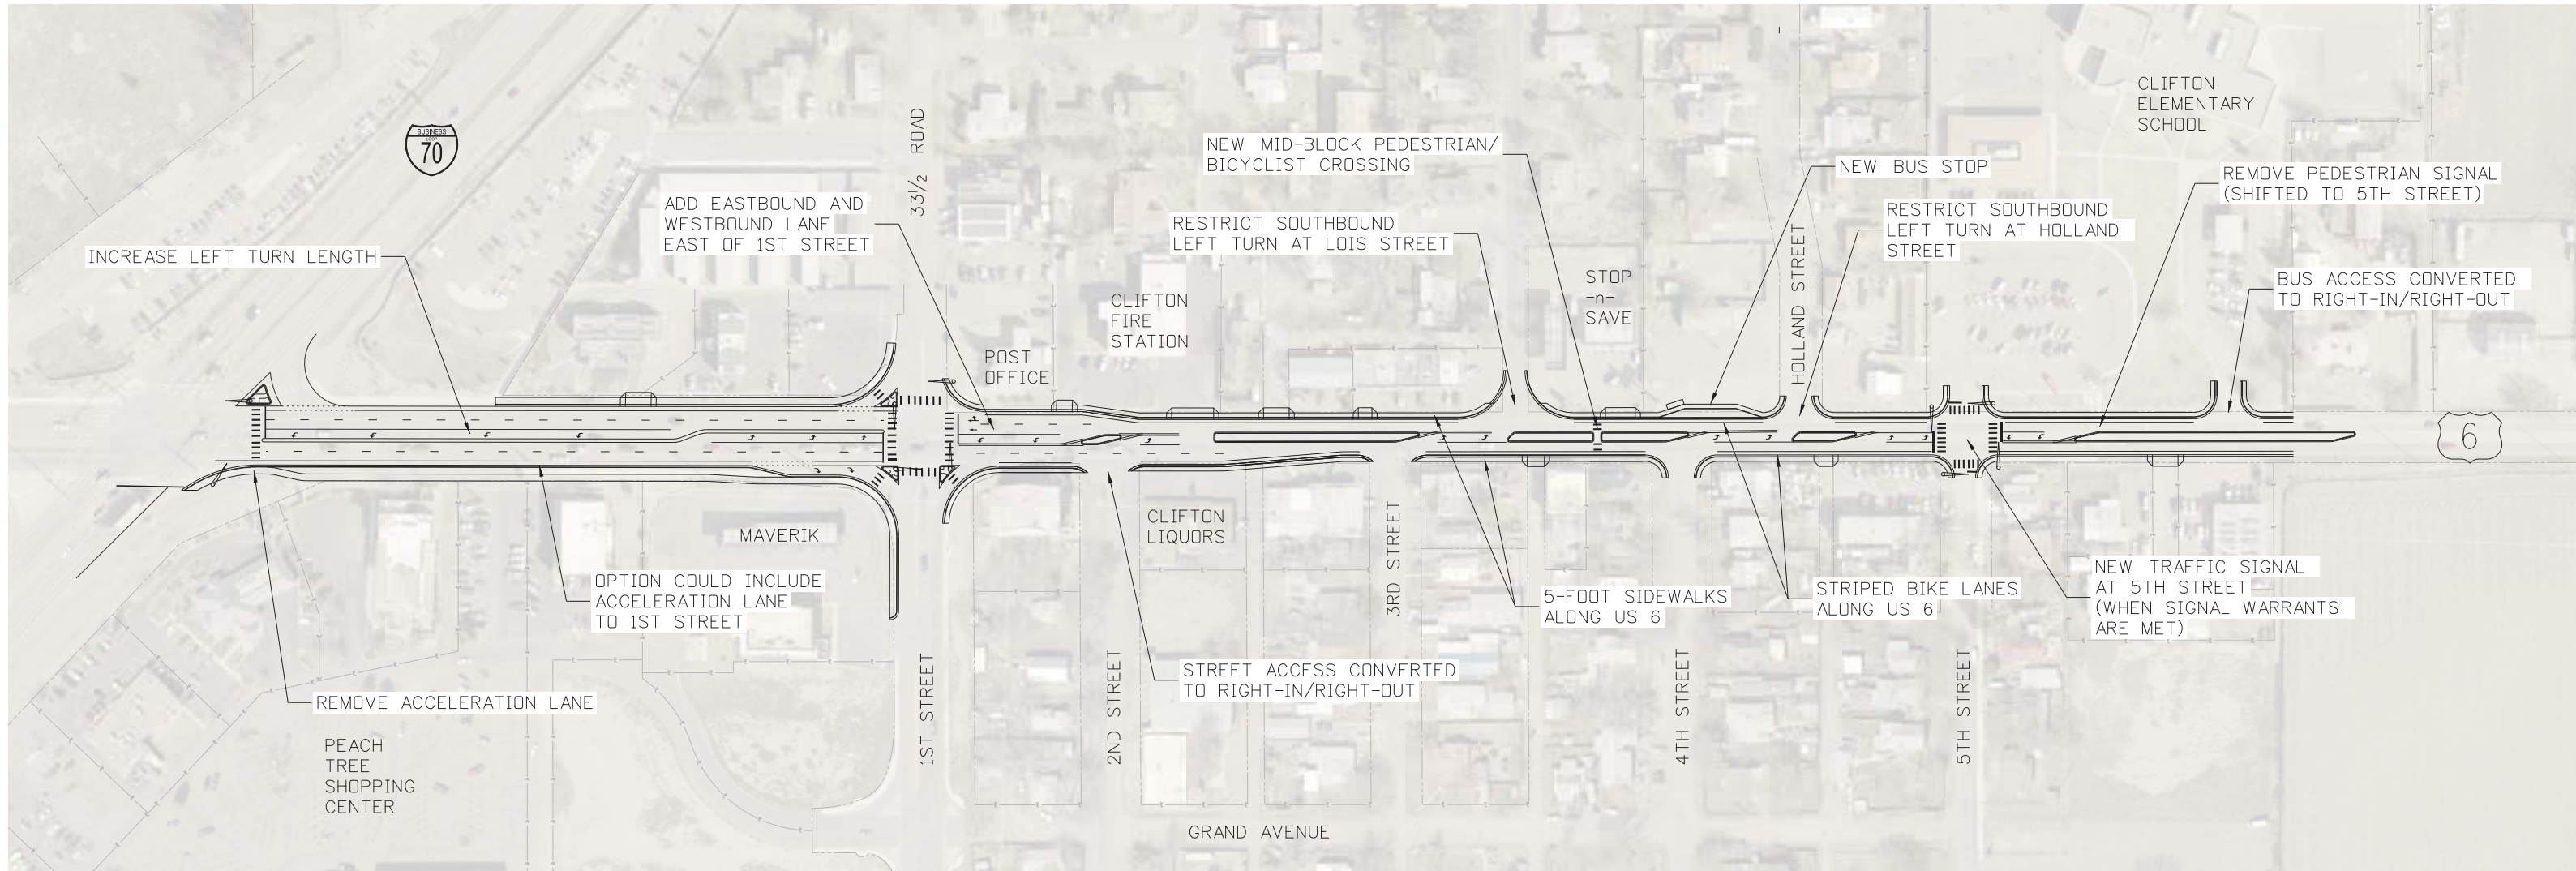 BUSINESS
LOOP
70
33 1/2 ROAD
CLIFTON
ELEMENTARY
SCHOOL
NEW MID-BLOCK PEDESTRIAN/
BICYCLIST CROSSING
NEW BUS STOP
REMOVE PEDESTRIAN SIGNAL
(SHIFTED TO 5TH STREET)
ADD EASTBOUND AND
WESTBOUND LANE
EAST OF 1ST STREET
RESTRICT SOUTHBOUND
LEFT TURN AT LOIS STREET
RESTRICT SOUTHBOUND
LEFT TURN AT HOLLAND
STREET
INCREASE LEFT TURN LENGTH
HOLLAND STREET
BUS ACCESS CONVERTED
TO RIGHT-IN/RIGHT-OUT
CLIFTON
FIRE
STATION
STOP
-n-
SAVE
POST
OFFICE
6
MAVERIK
CLIFTON
LIQUORS
OPTION COULD INCLUDE
ACCELERATION LANE
TO 1ST STREET
3RD STREET
5-FOOT SIDEWALKS
ALONG US 6
STRIPED BIKE LANES
ALONG US 6
NEW TRAFFIC SIGNAL
AT 5TH STREET
(WHEN SIGNAL WARRANTS
ARE MET)
REMOVE ACCELERATION LANE
STREET ACCESS CONVERTED
TO RIGHT-IN/RIGHT-OUT
1ST STREET
2ND STREET
4TH STREET
5TH STREET
PEACH
TREE
SHOPPING
CENTER
GRAND AVENUE